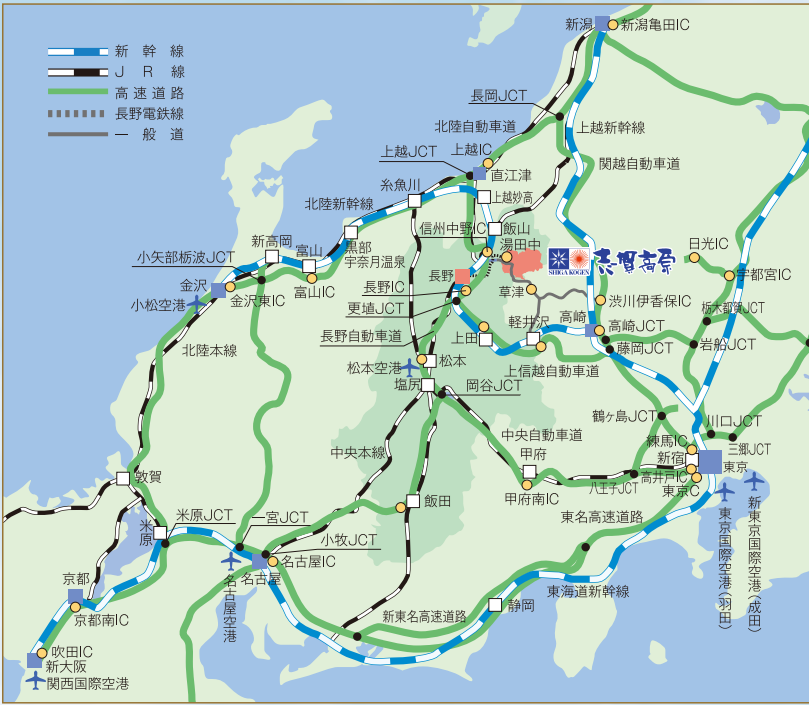 新幹線
JR線
高速道路
長野電鉄線
一般道
新潟
新潟亀田IC
長岡JCT
北陸自動車道
上越新幹線
上越IC
上越JCT
直江津
関越自動車道
糸魚川
上越妙高
北陸新幹線
信州中野IC
飯山
湯田中
SHIGA KOGEN
志賀高原
日光IC
宇都宮IC
小矢部栃波JCT
新高岡
富山
黒部
宇奈月温泉
長野
金沢
富山IC
長野IC
草津
小松空港
金沢東IC
更埴JCT
渋川伊香保IC
栃木都賀JCT
軽井沢
高崎
高崎JCT
長野自動車道
上田
北陸本線
藤岡JCT
岩船JCT
松本空港
松本
上信越自動車道
塩尻
岡谷JCT
鶴ヶ島JCT
川口JCT
中央自動車道
練馬IC
三郷JCT
中央本線
甲府
新宿
東京
敦賀
高井戸IC
甲府南IC
八王子JCT
東京IC
飯田
米原
米原JCT
一宮JCT
東名高速道路
小牧JCT
名古屋IC
名古屋
京都
東海道新幹線
名古屋空港
東京国際空港(羽田)
新東京国際空港(成田)
京都南IC
新東名高速道路
静岡
吹田IC
新大阪
関西国際空港